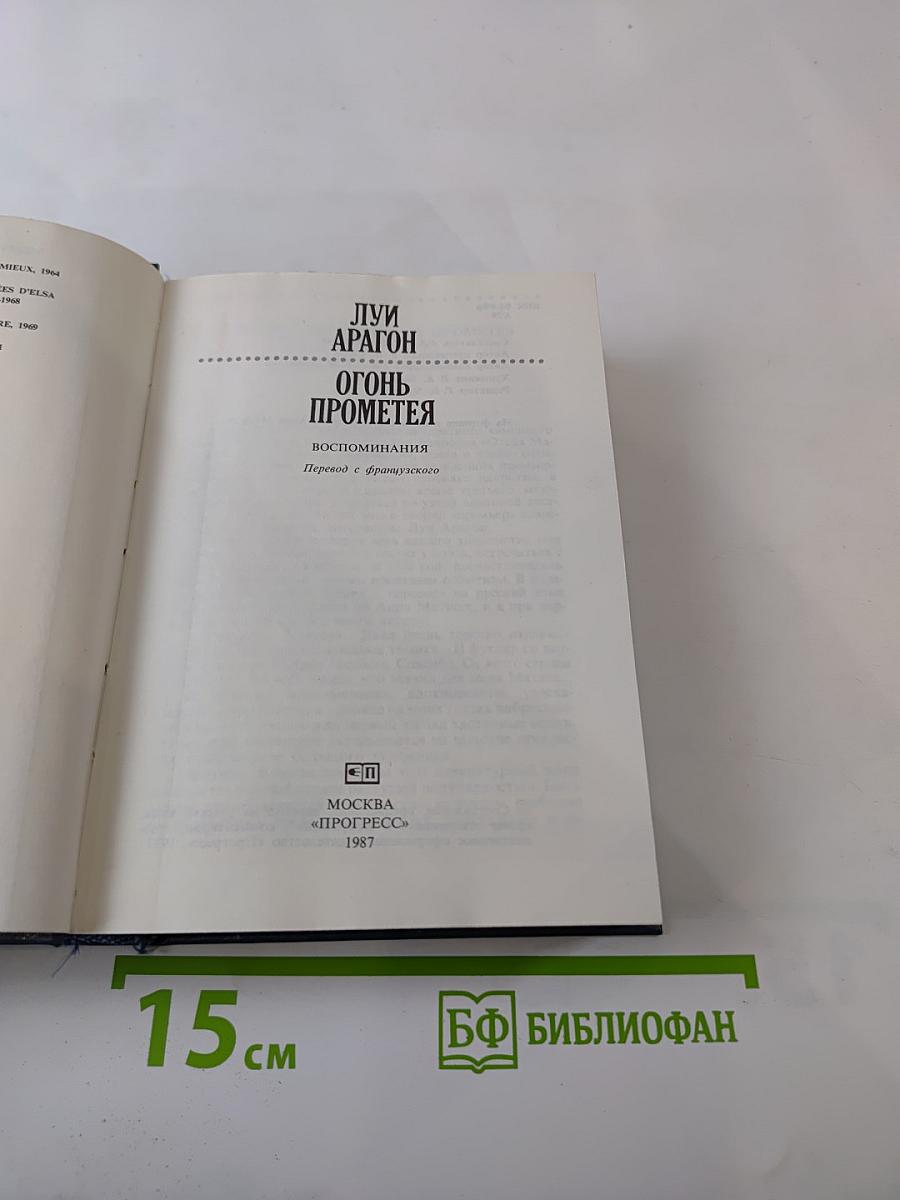 MIEUX, 1964
ES D'ELSA
-1968
RE, 1969
ЛУИ
АРАГОН
ОГОНЬ
ПРОМЕТЕЯ
ВОСПОМИНАНИЯ
Перевод с французского
МОСКВА
«ПРОГРЕСС»
1987
15 см
БФ БИБЛИОФАН